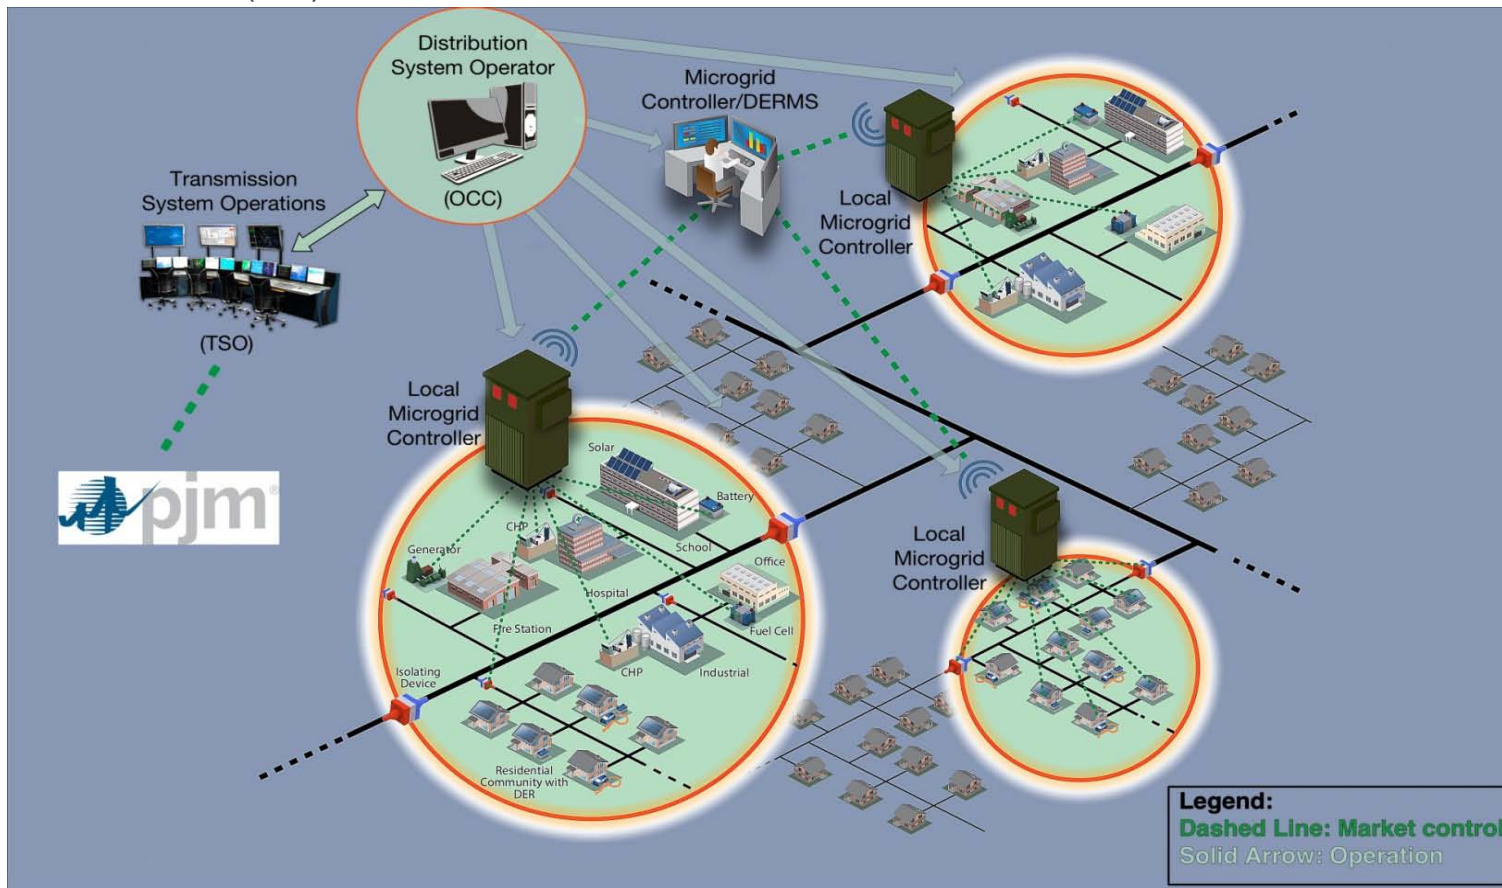 Distribution
System Operator
(OCC)
Microgrid
Controller/DERMS
Transmission
System Operations
(TSO)
pjm®
Local
Microgrid
Controller
Local
Microgrid
Controller
Local
Microgrid
Controller
Solar
Battery
CHP
School
Generator
Office
Hospital
Fire Station
Fuel Cell
Isolating
Device
CHP
Industrial
Residential
Community with
DER
Legend:
Dashed Line: Market control
Solid Arrow: Operation